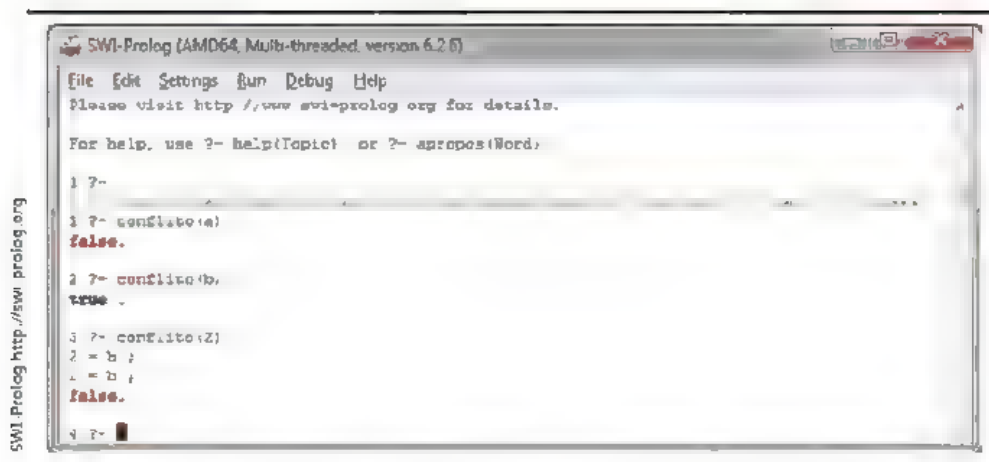 SWI-Prolog (AMD64, Multi-threaded, version 6.2.6)
File Edit Settings Run Debug Help
Please visit http //www swi-prolog org for details.
For help, use ?- help(Topic) or ?- apropos(Word)
1 ?-
1 ?- conflito(a)
false.
2 ?- conflito(b,
true .
3 ?- conflito(Z)
Z = b ;
Z = b ;
false.
4 ?-
SWI-Prolog http://swi prolog.org